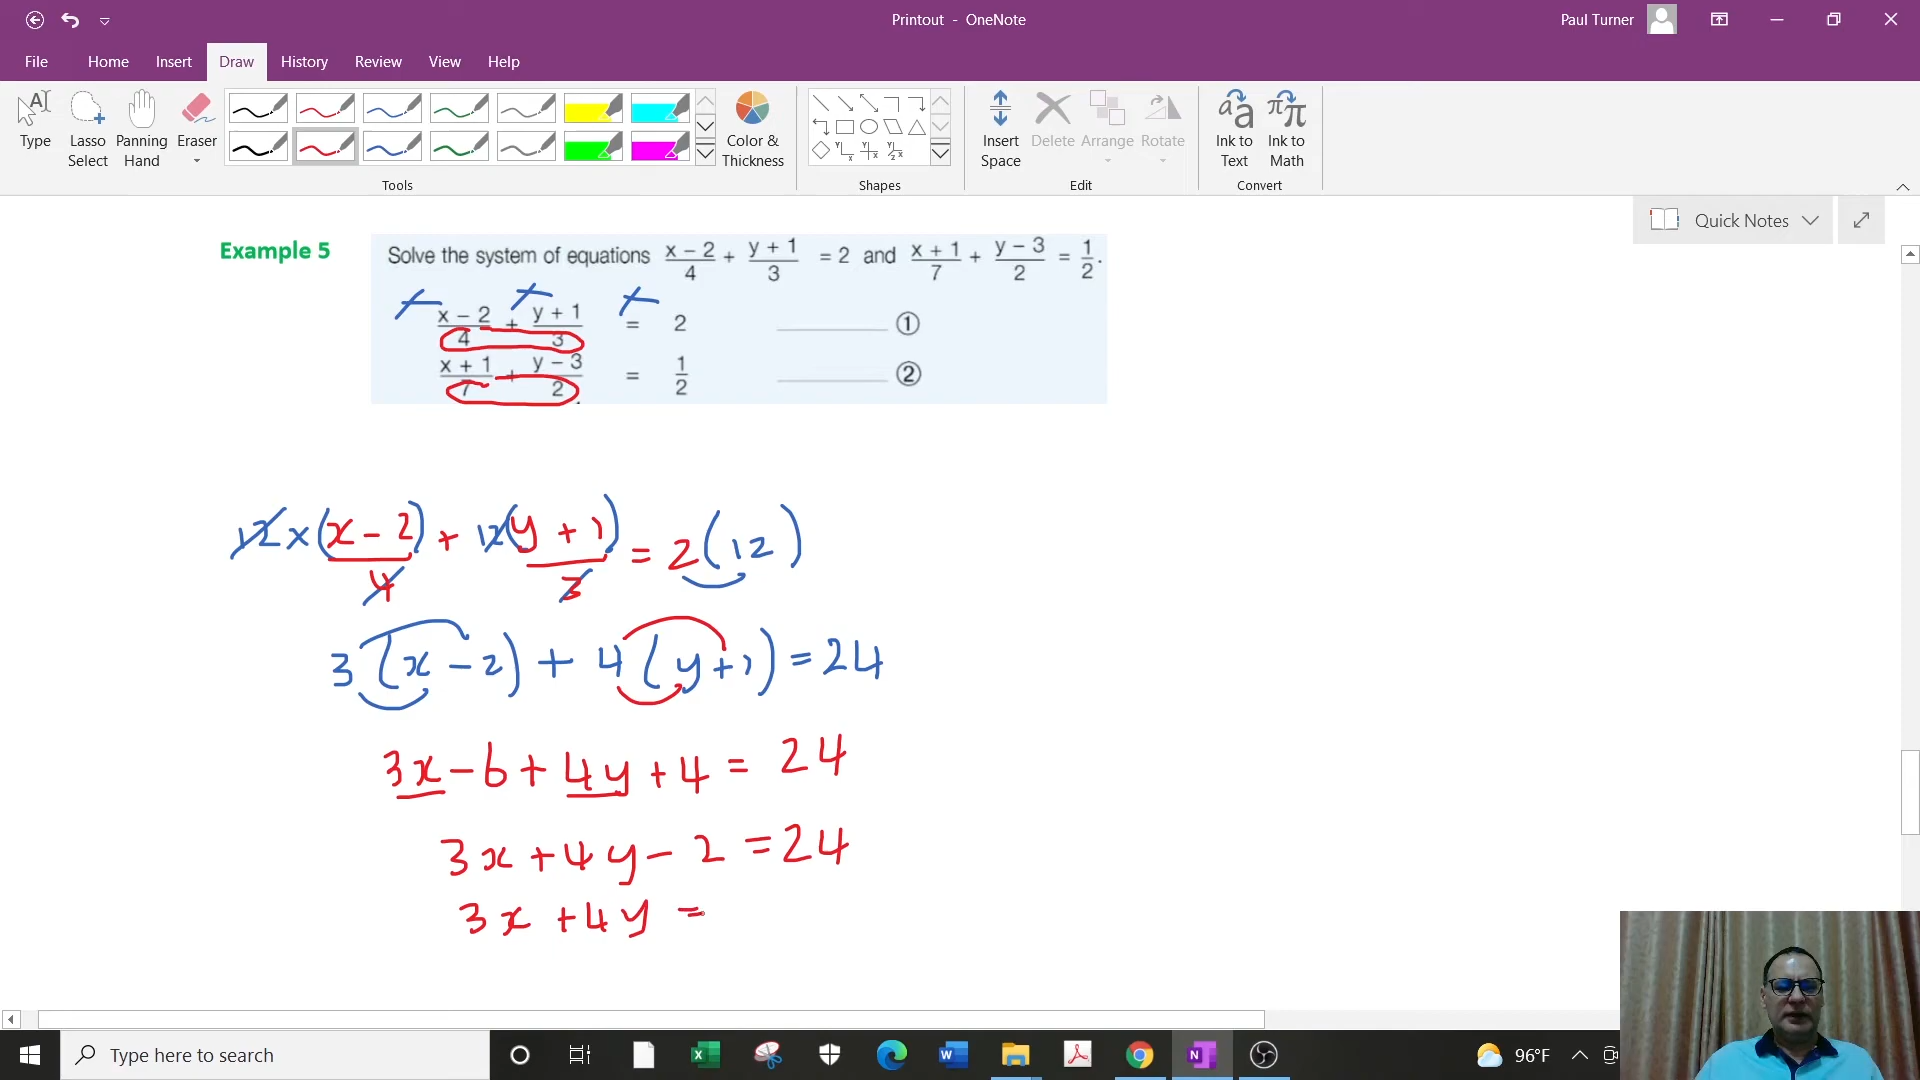 Printout - OneNote
Paul Turner
File Home Insert Draw History Review View Help
Type
Lasso Select
Panning Hand
Eraser
Color & Thickness
Insert Space
Delete
Arrange
Rotate
Ink to Text
Ink to Math
Tools
Shapes
Edit
Convert
Quick Notes
Example 5
Solve the system of equations (x − 2)/4 + (y + 1)/3 = 2 and (x + 1)/7 + (y − 3)/2 = 1/2.
(x − 2)/4 + (y + 1)/3 = 2 ①
(x + 1)/7 + (y − 3)/2 = 1/2 ②
12 x (x − 2)/4 + 12 (y + 1)/3 = 2 (12)
3 (x − 2) + 4 (y + 1) = 24
3x − 6 + 4y + 4 = 24
3x + 4y − 2 = 24
3x + 4y =
Type here to search
96°F